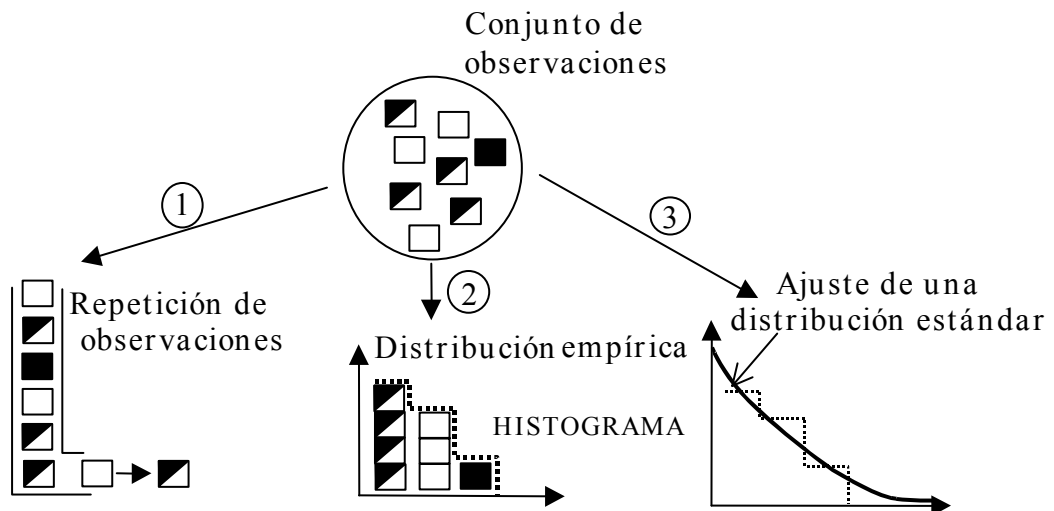 Conjunto de
observaciones
1
2
3
Repetición de
observaciones
Distribución empírica
HISTOGRAMA
Ajuste de una
distribución estándar